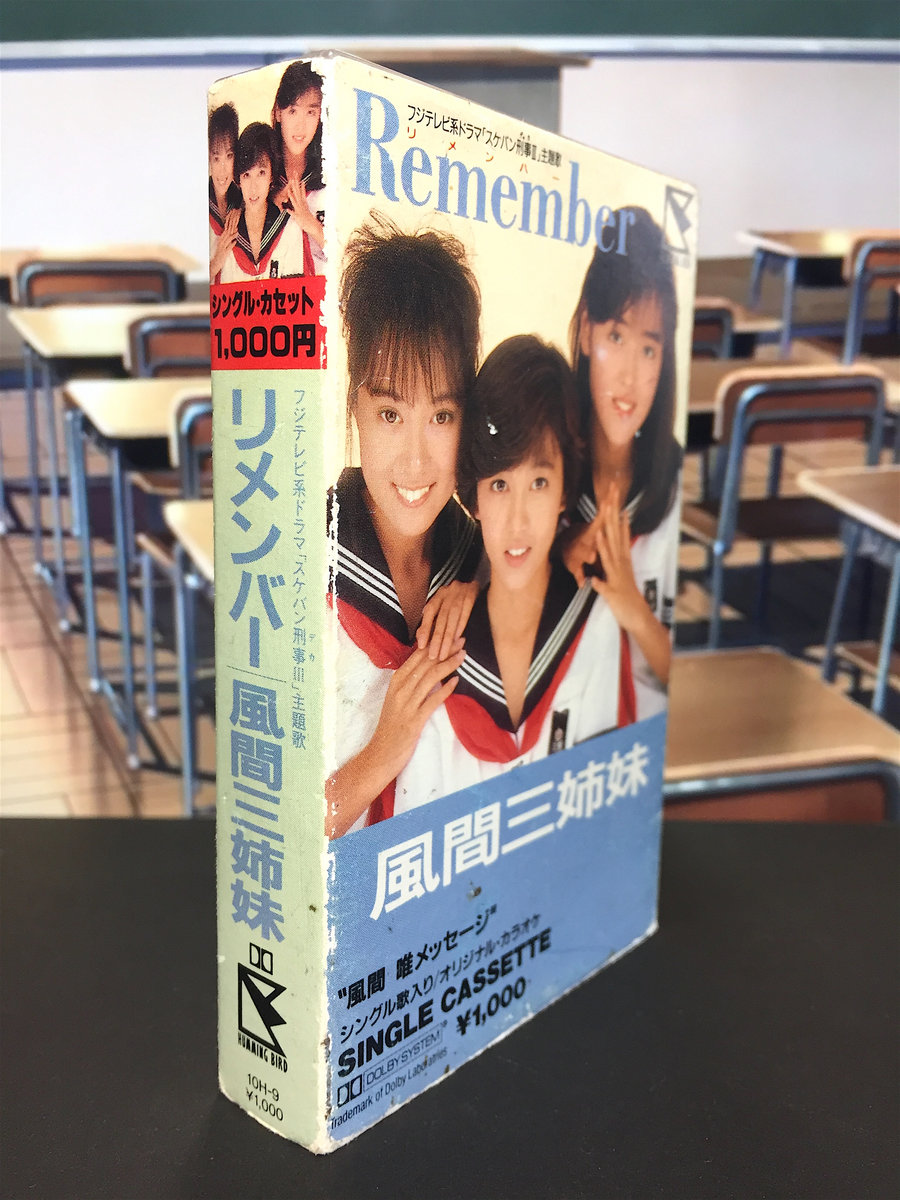 シングル・カセット
1,000円
フジテレビ系ドラマ「スケバン刑事III」主題歌
デカ
リメンバー 風間三姉妹
HUMMING BIRD
10H-9
¥1,000
フジテレビ系ドラマ「スケバン刑事III」主題歌
リメンバー
Remember
風間三姉妹
"風間 唯メッセージ"
シングル歌入り/オリジナル・カラオケ
SINGLE CASSETTE
¥1,000
DOLBY SYSTEM
Trademark of Dolby Laboratories